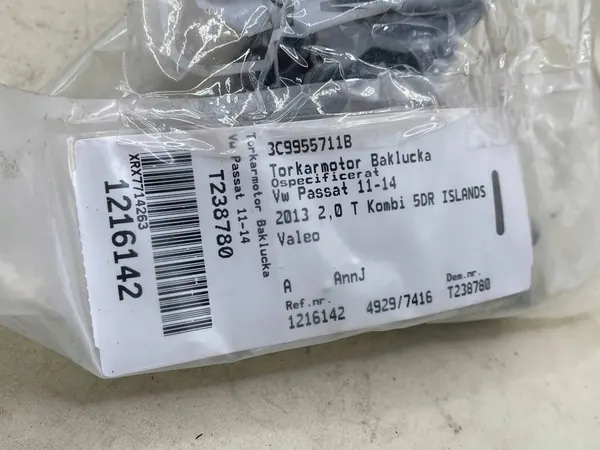 3C9955711B
Torkarmotor Baklucka
Ospecificerat
Vw Passat 11-14
2013 2,0 T Kombi 5DR ISLANDS
Valeo
A AnnJ
Ref.nr. Dem.nr.
1216142 4929/7416 T238780
Torkarmotor Baklucka
Vw Passat 11-14
T238780
XRX7714263
1216142